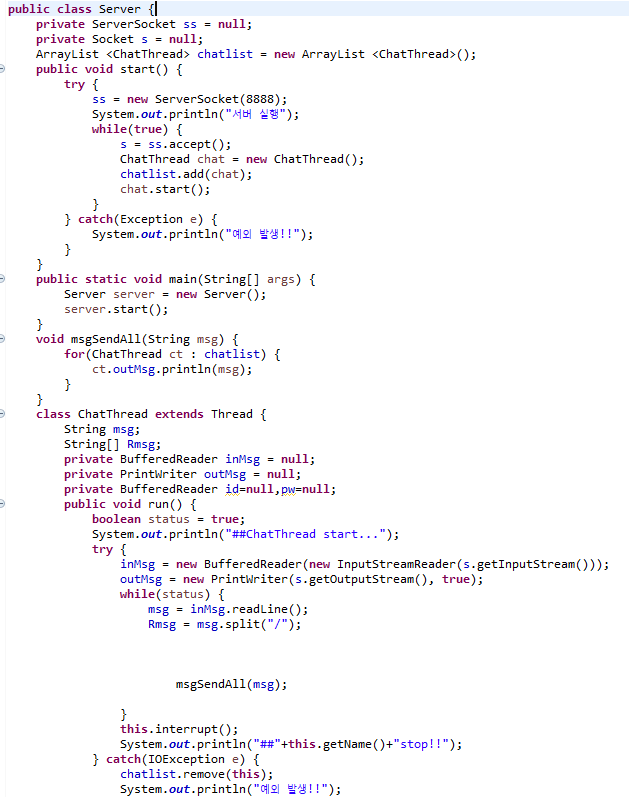 public class Server {
    private ServerSocket ss = null;
    private Socket s = null;
    ArrayList <ChatThread> chatlist = new ArrayList <ChatThread>();
    public void start() {
        try {
            ss = new ServerSocket(8888);
            System.out.println("서버 실행");
            while(true) {
                s = ss.accept();
                ChatThread chat = new ChatThread();
                chatlist.add(chat);
                chat.start();
            }
        } catch(Exception e) {
            System.out.println("예외 발생!!");
        }
    }
    public static void main(String[] args) {
        Server server = new Server();
        server.start();
    }
    void msgSendAll(String msg) {
        for(ChatThread ct : chatlist) {
            ct.outMsg.println(msg);
        }
    }
    class ChatThread extends Thread {
        String msg;
        String[] Rmsg;
        private BufferedReader inMsg = null;
        private PrintWriter outMsg = null;
        private BufferedReader id=null,pw=null;
        public void run() {
            boolean status = true;
            System.out.println("##ChatThread start...");
            try {
                inMsg = new BufferedReader(new InputStreamReader(s.getInputStream()));
                outMsg = new PrintWriter(s.getOutputStream(), true);
                while(status) {
                    msg = inMsg.readLine();
                    Rmsg = msg.split("/");
                        msgSendAll(msg);
                }
                this.interrupt();
                System.out.println("##"+this.getName()+"stop!!");
            } catch(IOException e) {
                chatlist.remove(this);
                System.out.println("예외 발생!!");